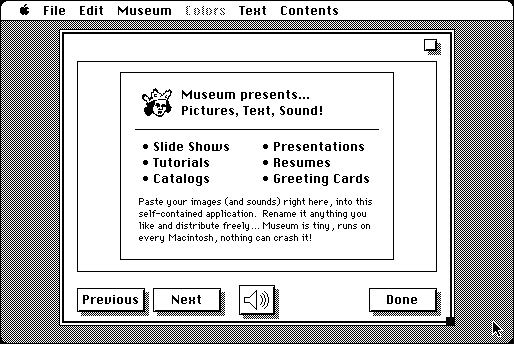 File Edit Museum Colors Text Contents
Museum presents...
Pictures, Text, Sound!
• Slide Shows • Presentations
• Tutorials • Resumes
• Catalogs • Greeting Cards
Paste your images (and sounds) right here, into this
self-contained application. Rename it anything you
like and distribute freely... Museum is tiny, runs on
every Macintosh, nothing can crash it!
Previous Next Done